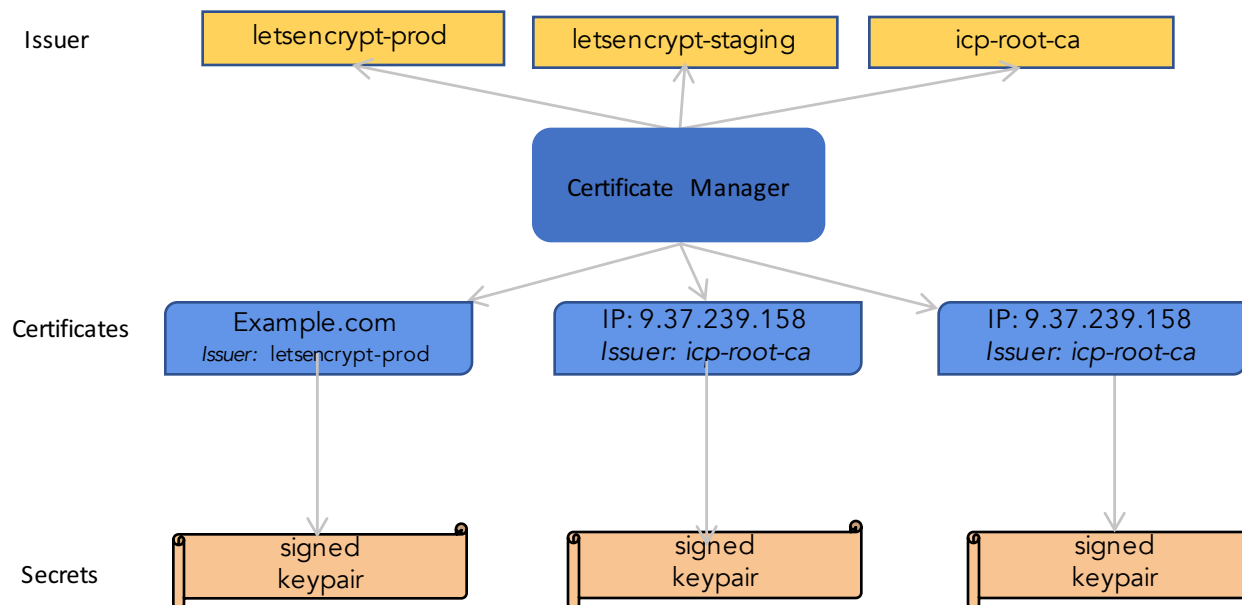 Issuer
letsencrypt-prod
letsencrypt-staging
icp-root-ca
Certificate Manager
Certificates
Example.com
Issuer: letsencrypt-prod
IP: 9.37.239.158
Issuer: icp-root-ca
IP: 9.37.239.158
Issuer: icp-root-ca
Secrets
signed
keypair
signed
keypair
signed
keypair